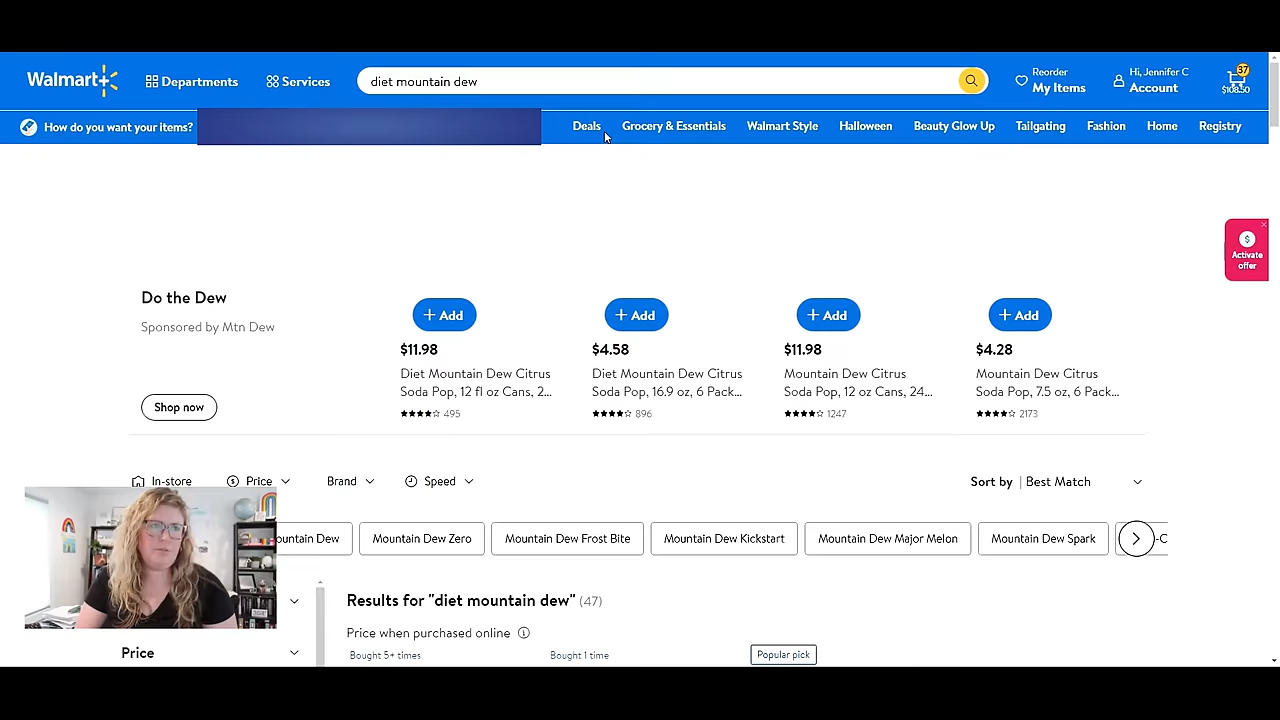 Walmart+
Departments
Services
diet mountain dew
Reorder
My Items
Hi, Jennifer C
Account
37
$108.50
How do you want your items?
Deals
Grocery & Essentials
Walmart Style
Halloween
Beauty Glow Up
Tailgating
Fashion
Home
Registry
Activate
offer
Do the Dew
Sponsored by Mtn Dew
Shop now
+ Add
$11.98
Diet Mountain Dew Citrus
Soda Pop, 12 fl oz Cans, 2...
495
+ Add
$4.58
Diet Mountain Dew Citrus
Soda Pop, 16.9 oz, 6 Pack...
896
+ Add
$11.98
Mountain Dew Citrus
Soda Pop, 12 oz Cans, 24...
1247
+ Add
$4.28
Mountain Dew Citrus
Soda Pop, 7.5 oz, 6 Pack...
2173
In-store
Price
Brand
Speed
Sort by | Best Match
ountain Dew
Mountain Dew Zero
Mountain Dew Frost Bite
Mountain Dew Kickstart
Mountain Dew Major Melon
Mountain Dew Spark
-C
Results for "diet mountain dew" (47)
Price when purchased online
Price
Bought 5+ times
Bought 1 time
Popular pick